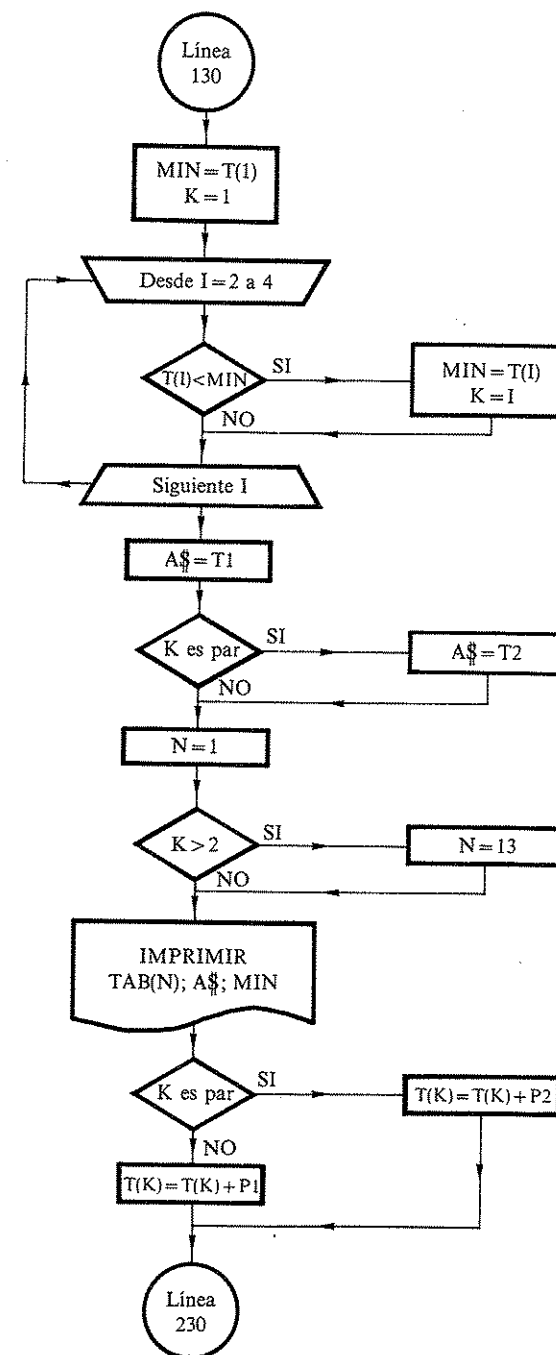 Línea
130
MIN=T(1)
K=1
Desde I=2 a 4
T(I)<MIN
SI
MIN=T(I)
K=I
NO
Siguiente I
A$=T1
K es par
SI
A$=T2
NO
N=1
K>2
SI
N=13
NO
IMPRIMIR
TAB(N); A$; MIN
K es par
SI
T(K)=T(K)+P2
NO
T(K)=T(K)+P1
Línea
230